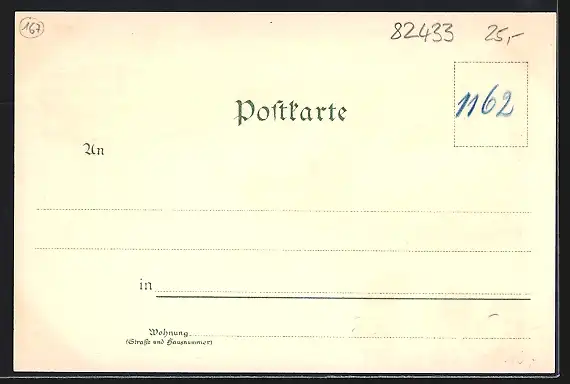 167
82433 25,-
1162
Postkarte
An
in
Wohnung
(Straße und Hausnummer)